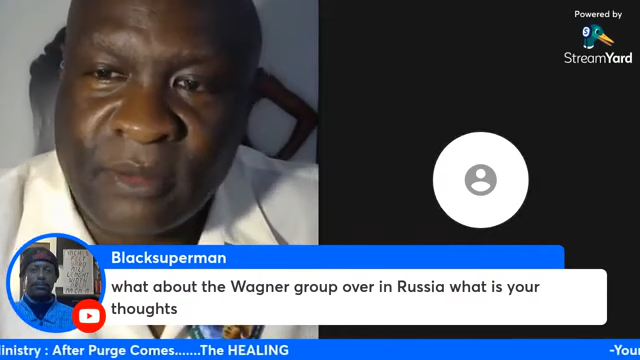 Powered by
StreamYard
Blacksuperman
what about the Wagner group over in Russia what is your
thoughts
inistry : After Purge Comes.......The HEALING
-Your